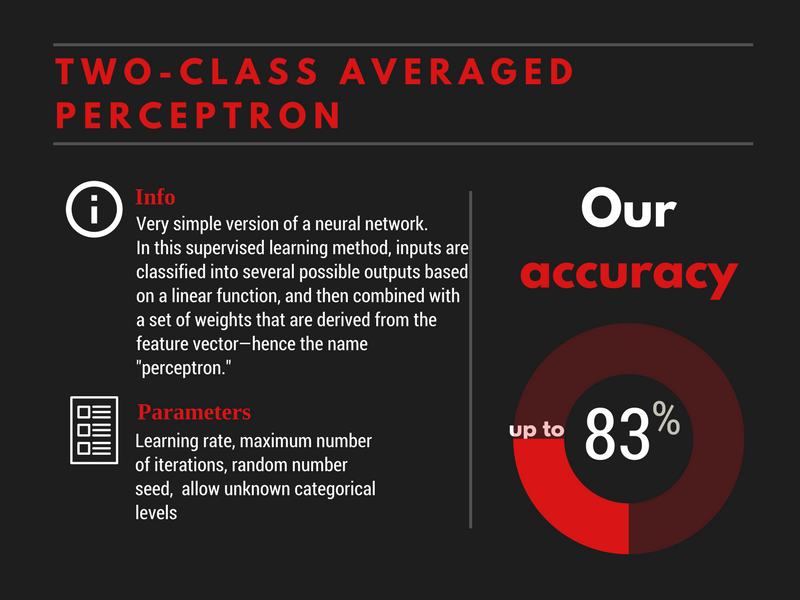 TWO-CLASS AVERAGED
PERCEPTRON
Info
Very simple version of a neural network.
In this supervised learning method, inputs are
classified into several possible outputs based
on a linear function, and then combined with
a set of weights that are derived from the
feature vector—hence the name
"perceptron."
Parameters
Learning rate, maximum number
of iterations, random number
seed,  allow unknown categorical
levels
Our
accuracy
up to 83%